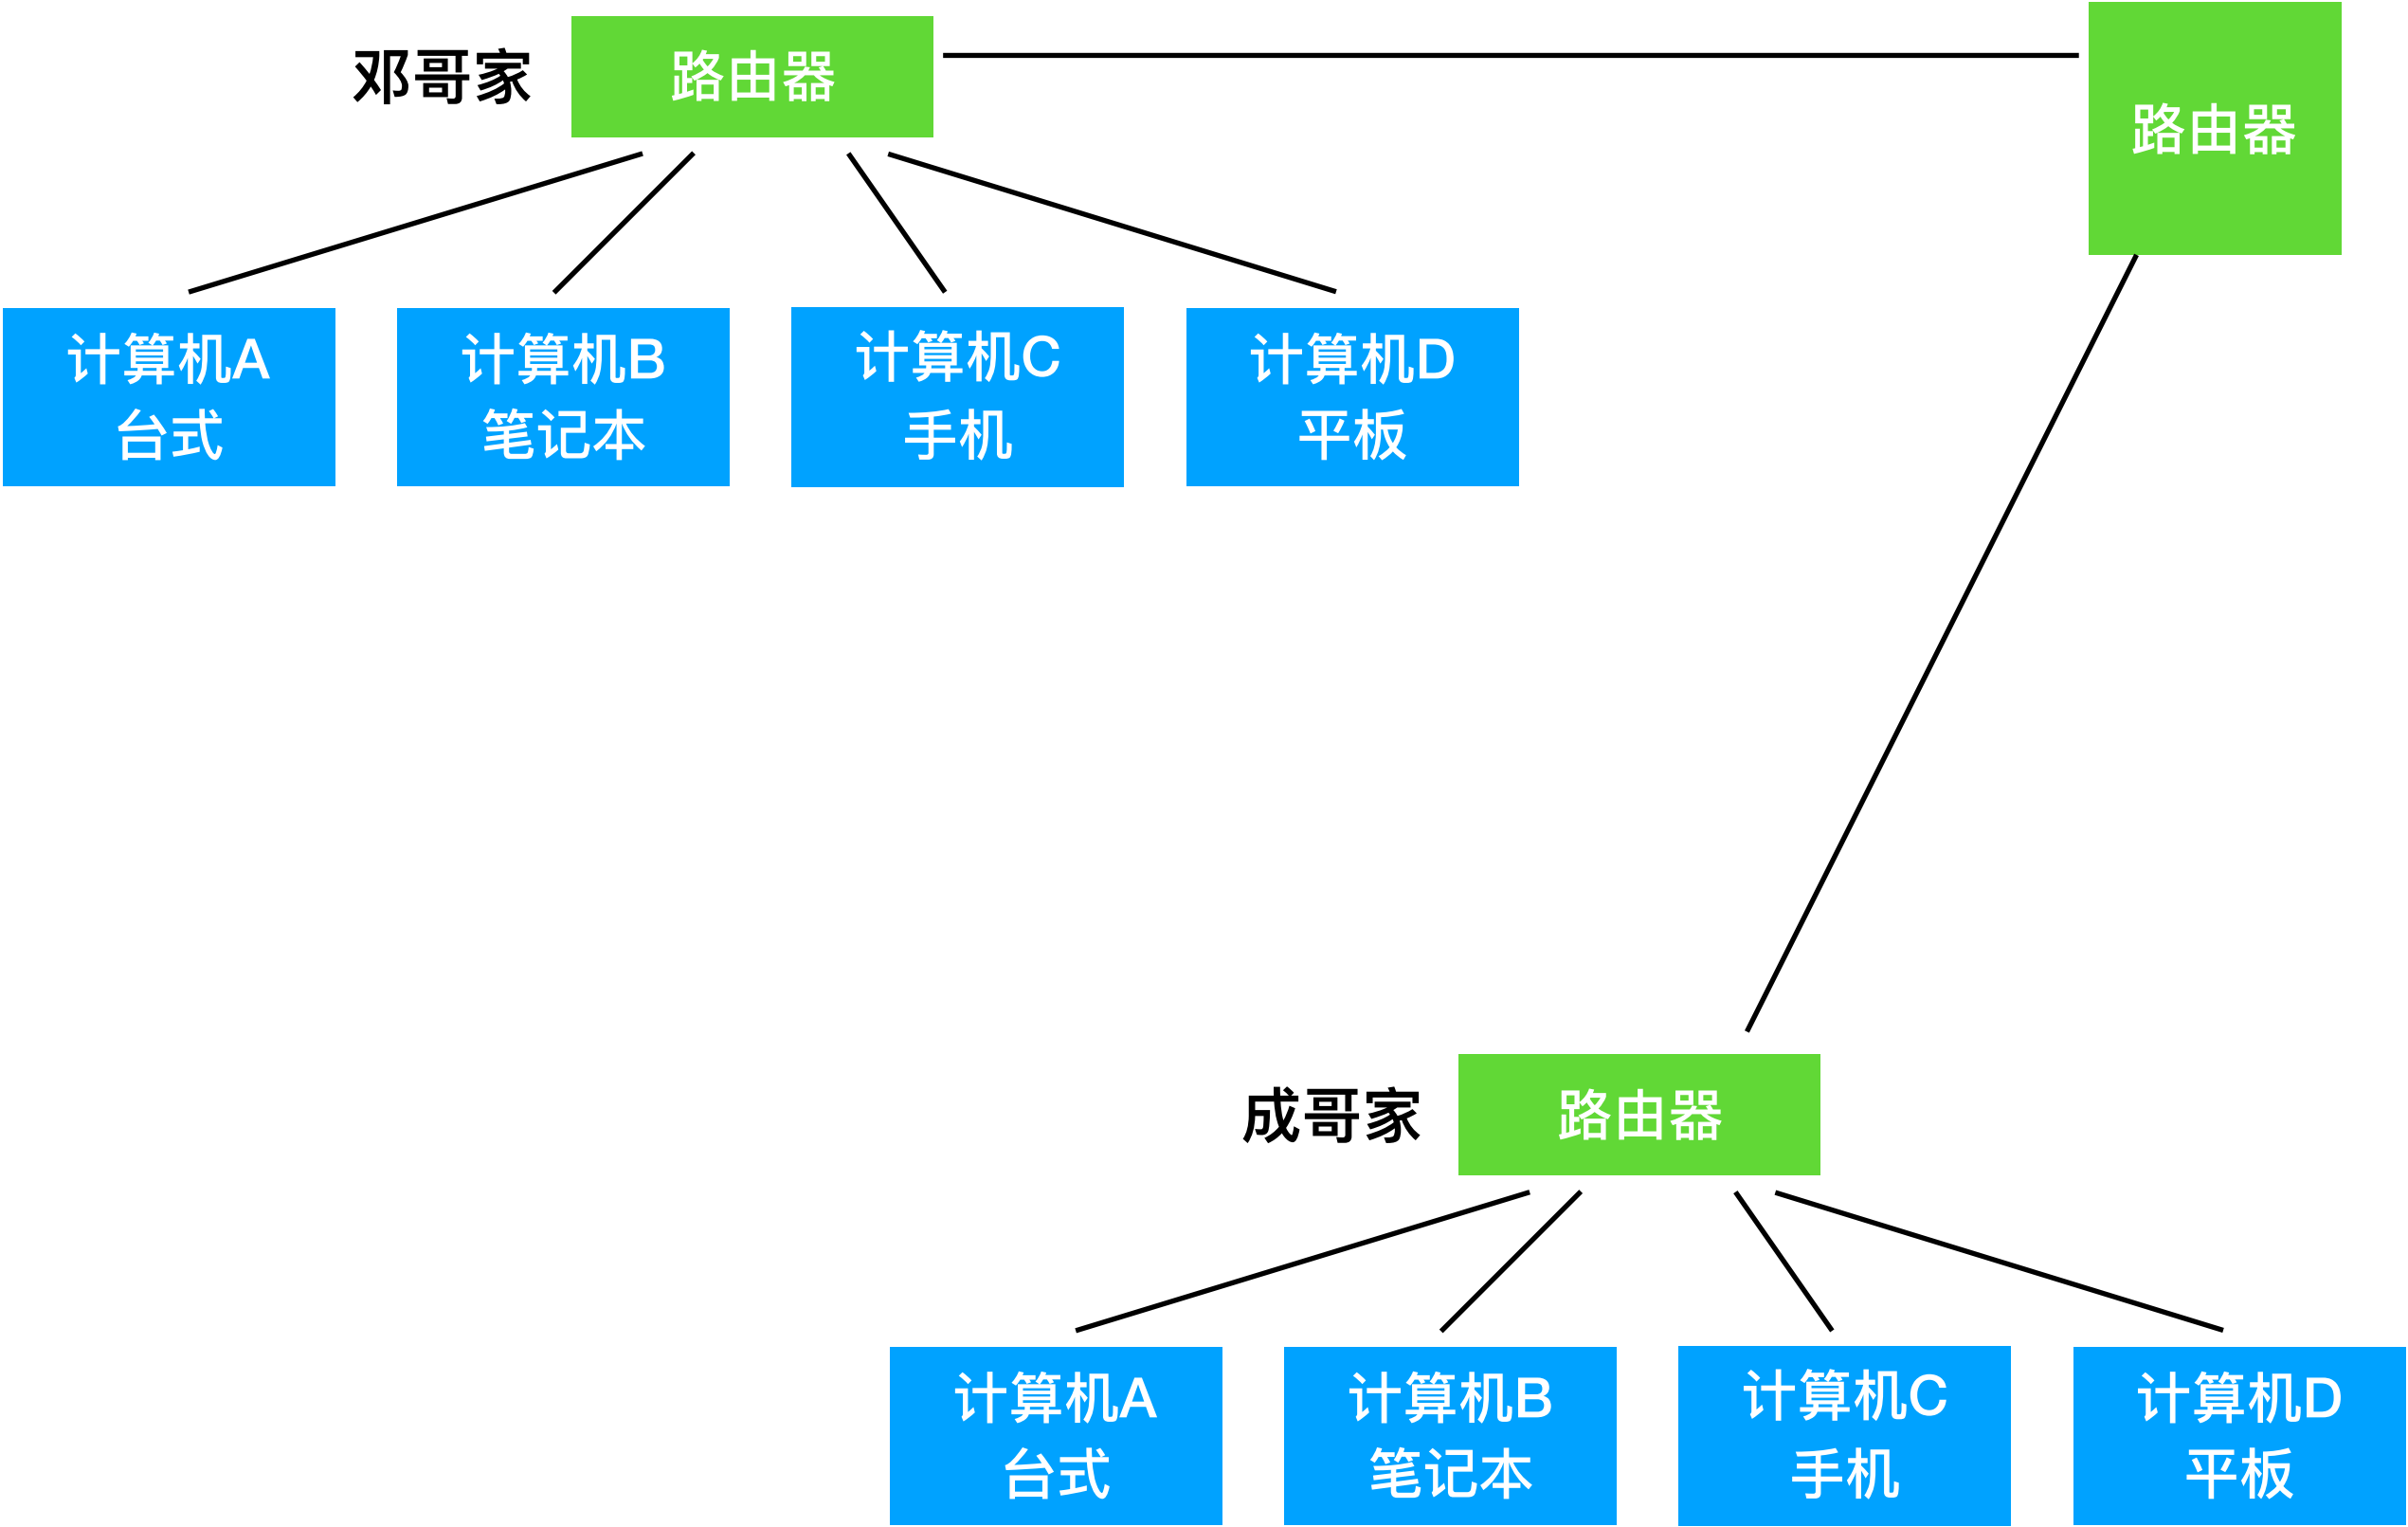 邓哥家
路由器
路由器
计算机A
台式
计算机B
笔记本
计算机C
手机
计算机D
平板
成哥家
路由器
计算机A
台式
计算机B
笔记本
计算机C
手机
计算机D
平板